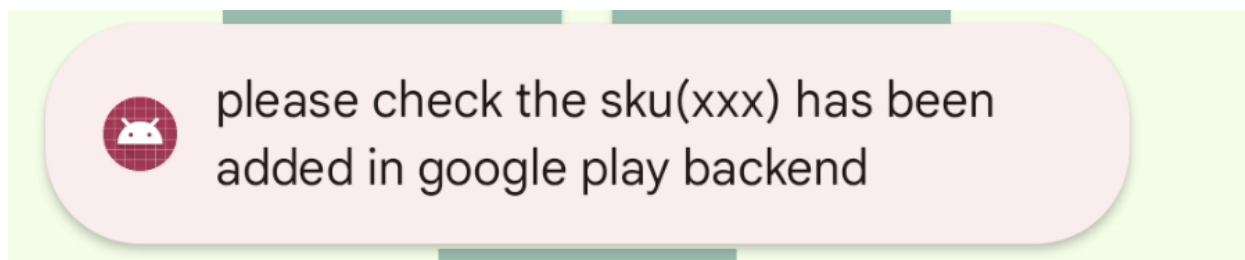 please check the sku(xxx) has been
added in google play backend